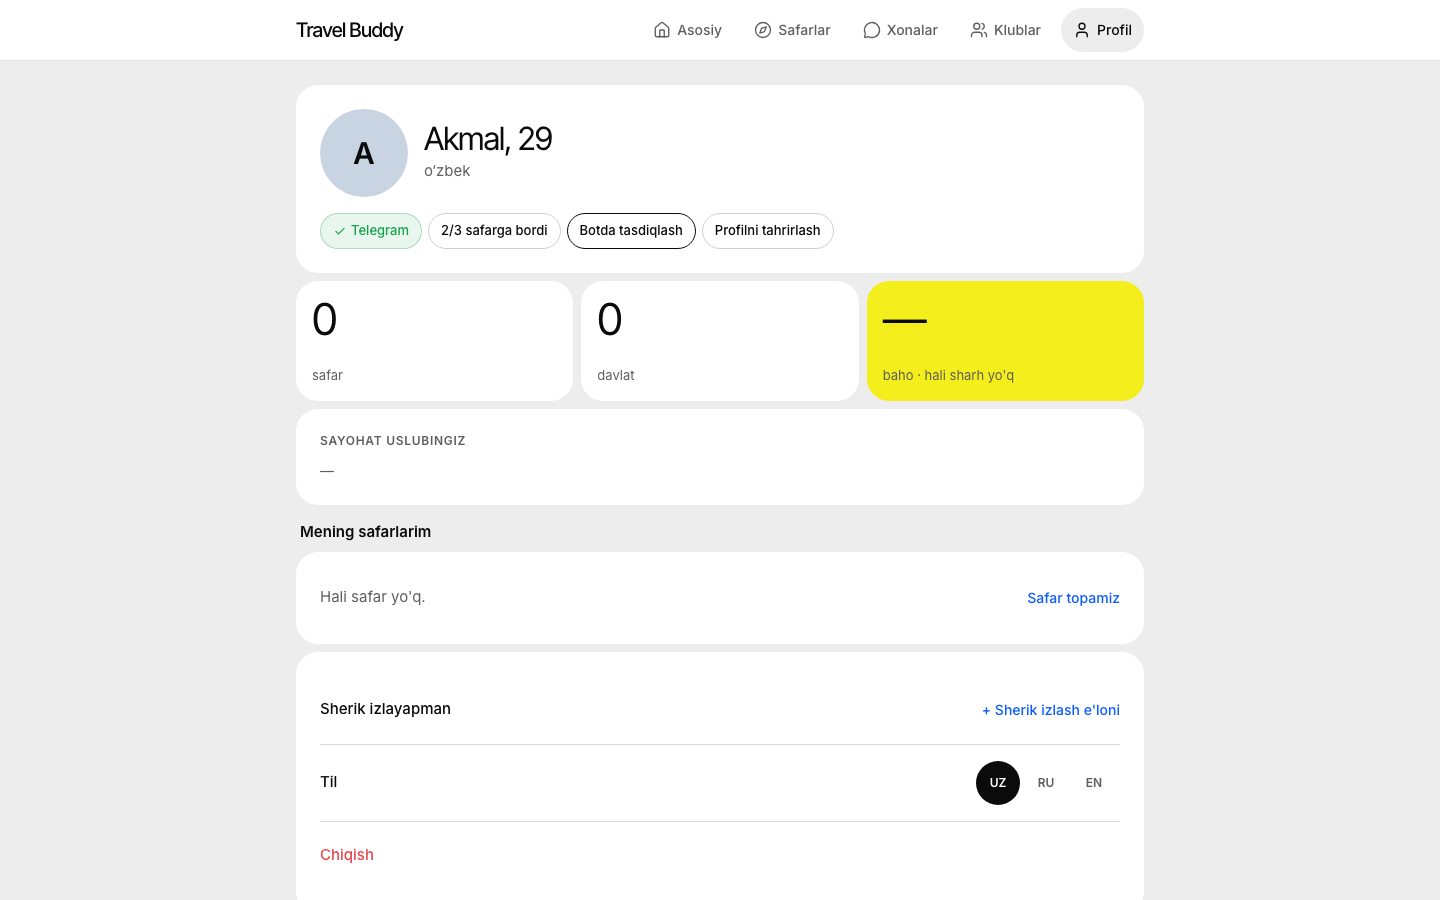 Travel Buddy
Asosiy
Safarlar
Xonalar
Klublar
Profil
A
Akmal, 29
o‘zbek
Telegram
2/3 safarga bordi
Botda tasdiqlash
Profilni tahrirlash
0
safar
0
davlat
—
baho · hali sharh yo'q
SAYOHAT USLUBINGIZ
—
Mening safarlarim
Hali safar yo'q.
Safar topamiz
Sherik izlayapman
+ Sherik izlash e'loni
Til
UZ
RU
EN
Chiqish